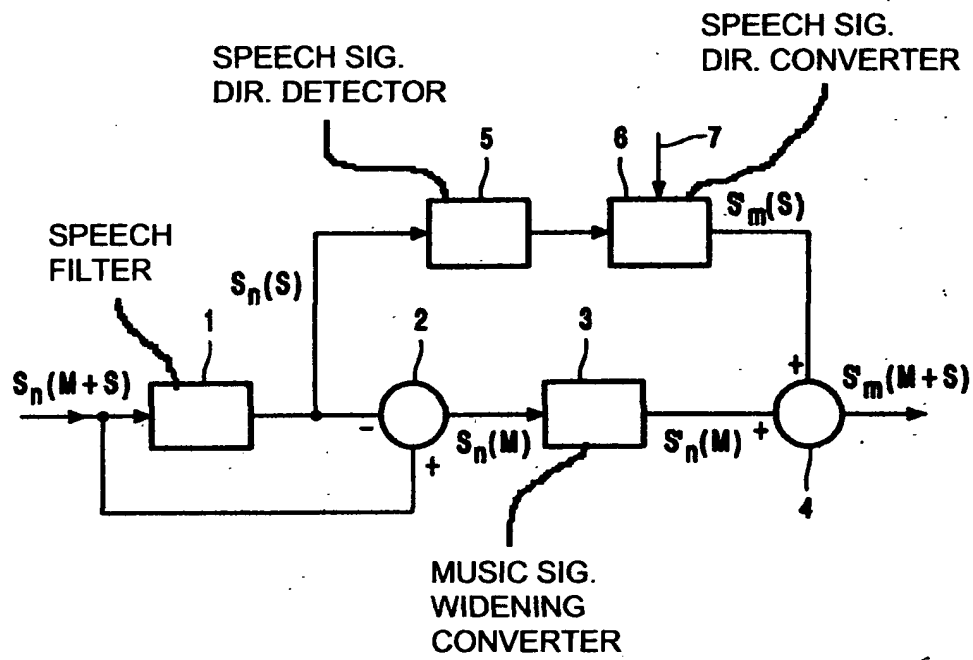 SPEECH SIG.
DIR. DETECTOR
SPEECH SIG.
DIR. CONVERTER
5
6
7
S'm(S)
SPEECH
FILTER
Sn(S)
1
2
3
Sn(M+S)
-
+
Sn(M)
S'n(M)
+
+
S'm(M+S)
4
MUSIC SIG.
WIDENING
CONVERTER